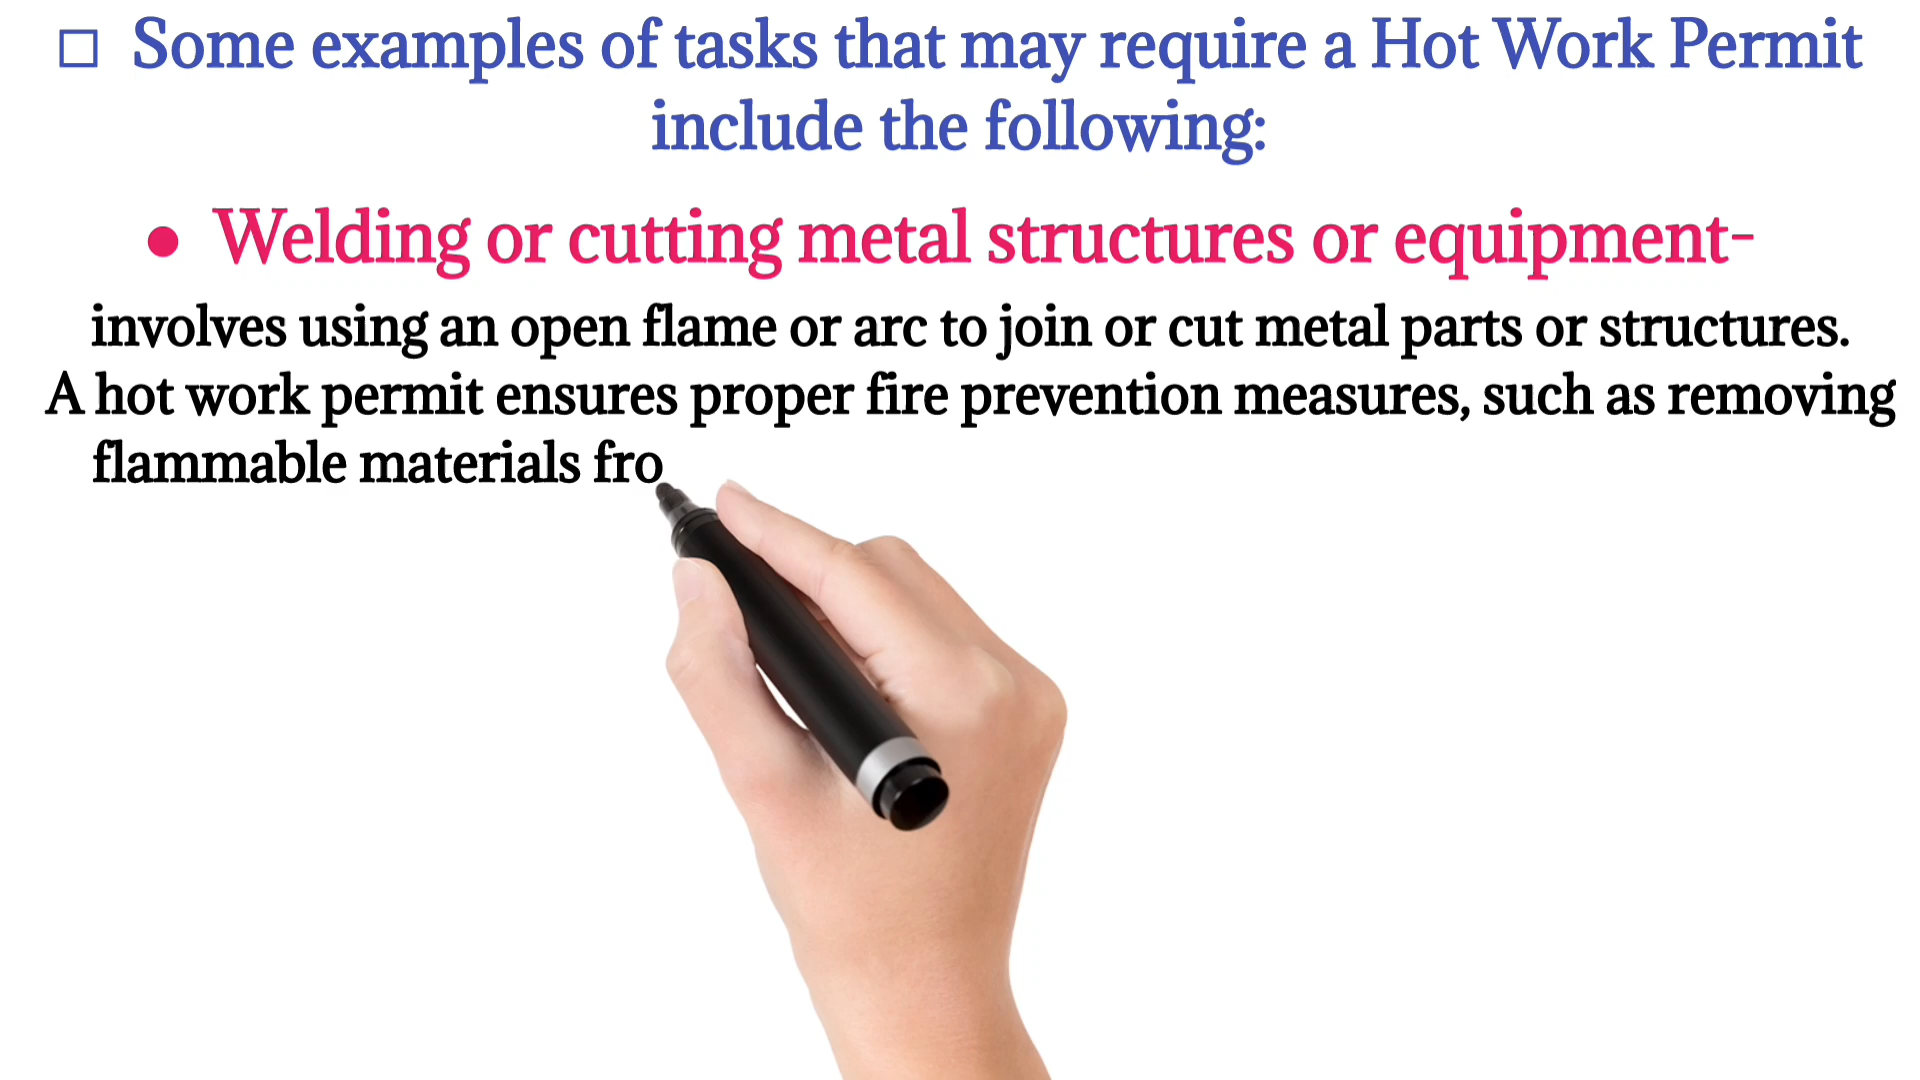 □ Some examples of tasks that may require a Hot Work Permit
include the following:
• Welding or cutting metal structures or equipment-
involves using an open flame or arc to join or cut metal parts or structures.
A hot work permit ensures proper fire prevention measures, such as removing
flammable materials fro